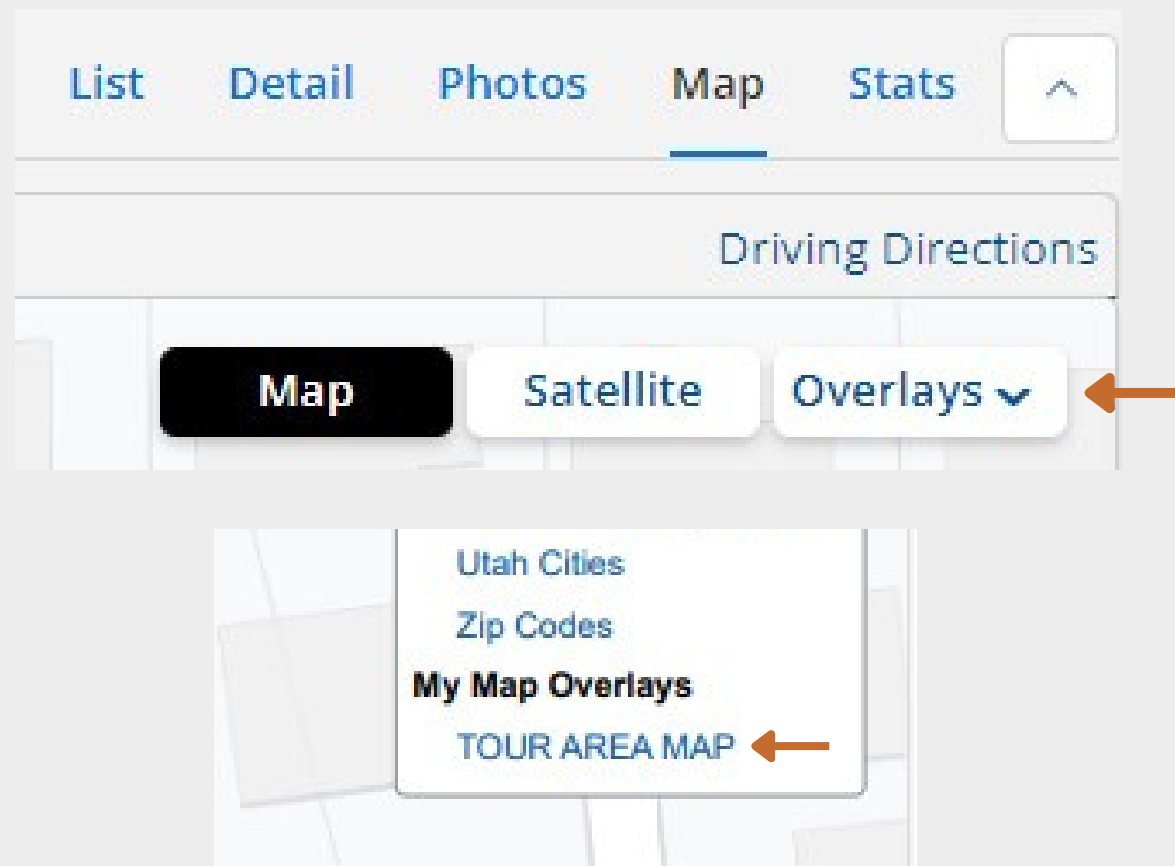 List Detail Photos Map Stats
Driving Directions
Map Satellite Overlays
Utah Cities
Zip Codes
My Map Overlays
TOUR AREA MAP